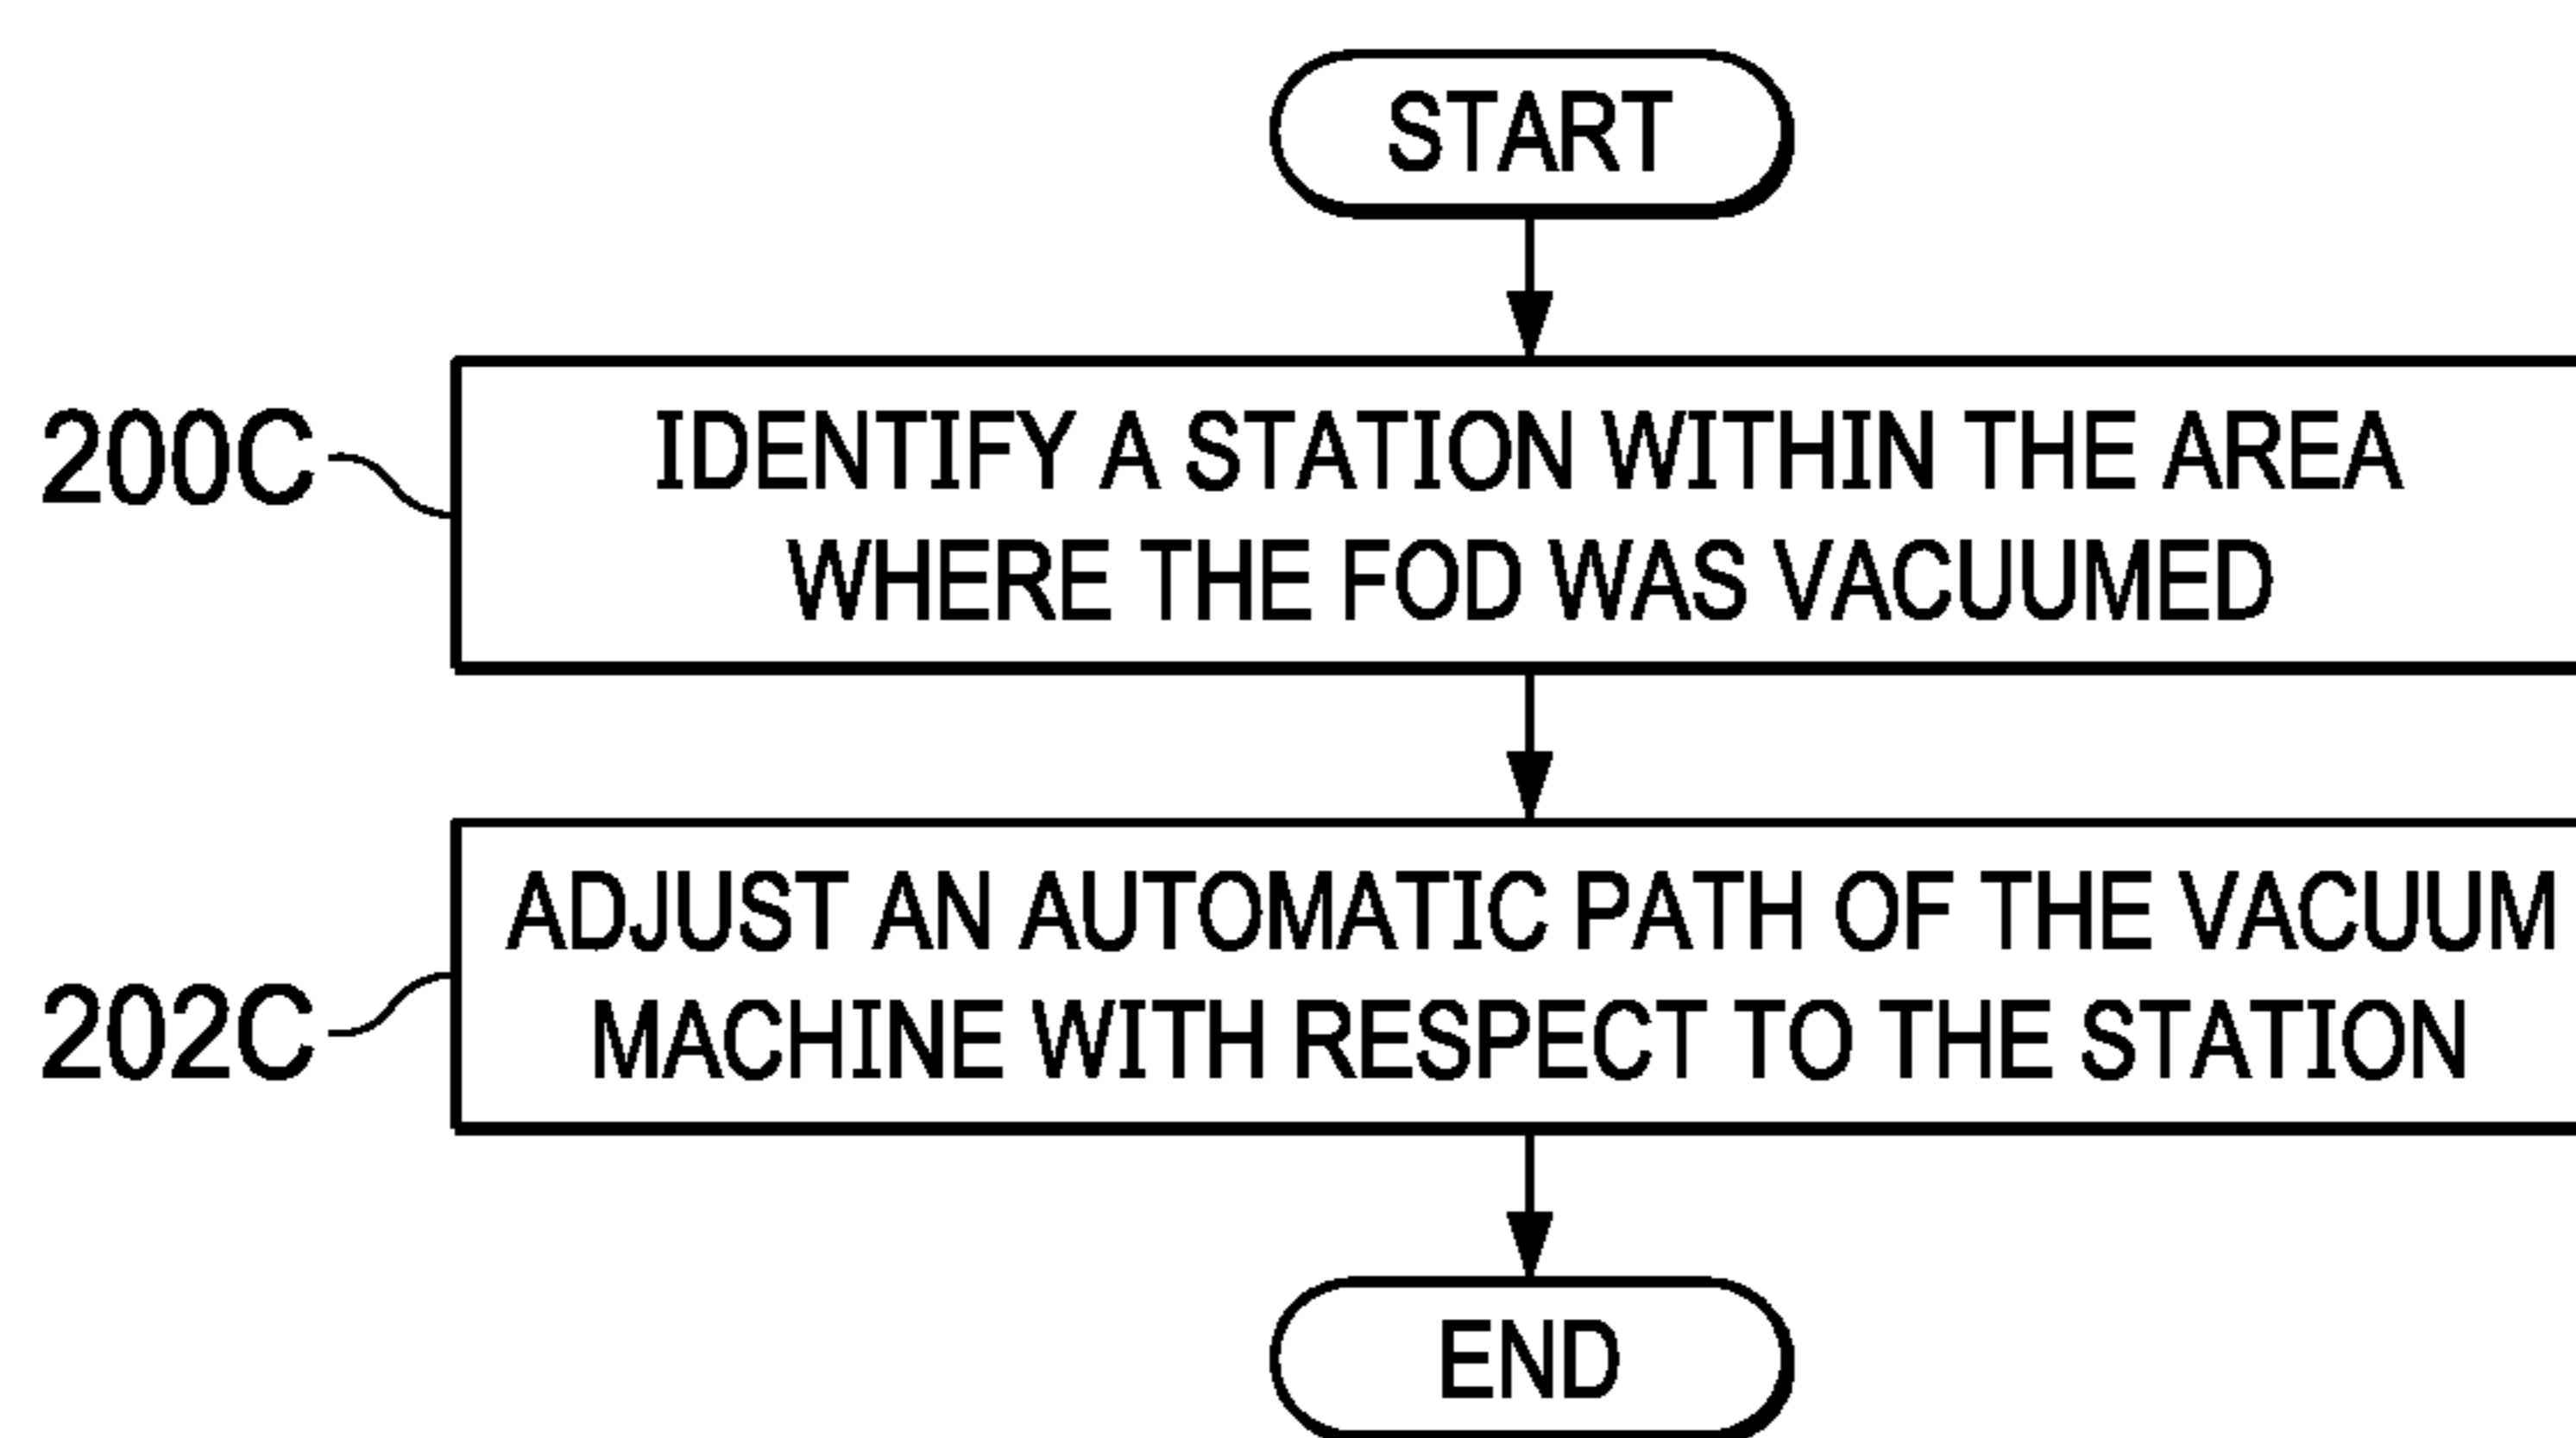 START
200C
IDENTIFY A STATION WITHIN THE AREA
WHERE THE FOD WAS VACUUMED
202C
ADJUST AN AUTOMATIC PATH OF THE VACUUM
MACHINE WITH RESPECT TO THE STATION
END